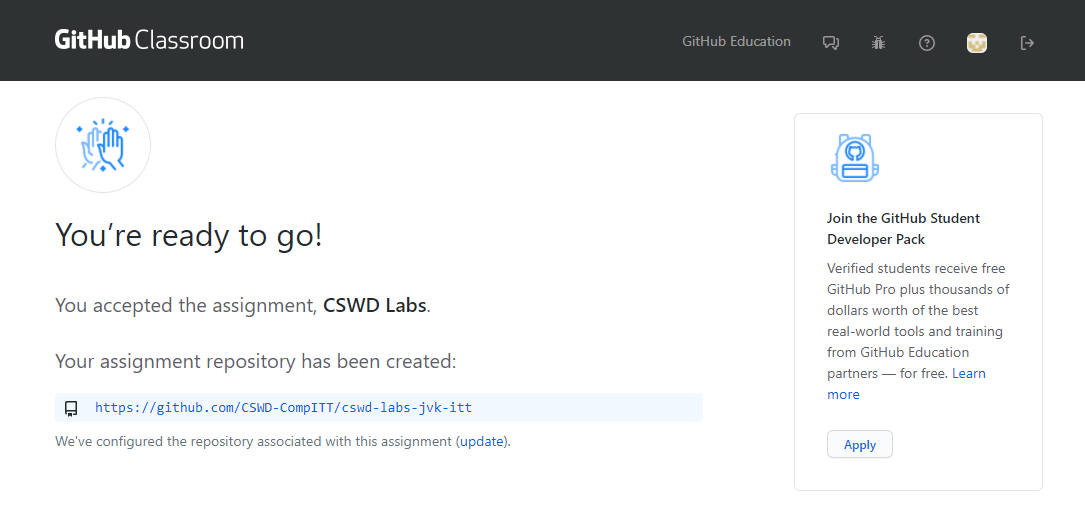 GitHub Classroom
GitHub Education
You're ready to go!
You accepted the assignment, CSWD Labs.
Your assignment repository has been created:
https://github.com/CSWD-CompITT/cswd-labs-jvk-itt
We've configured the repository associated with this assignment (update).
Join the GitHub Student
Developer Pack
Verified students receive free
GitHub Pro plus thousands of
dollars worth of the best
real-world tools and training
from GitHub Education
partners — for free. Learn
more
Apply